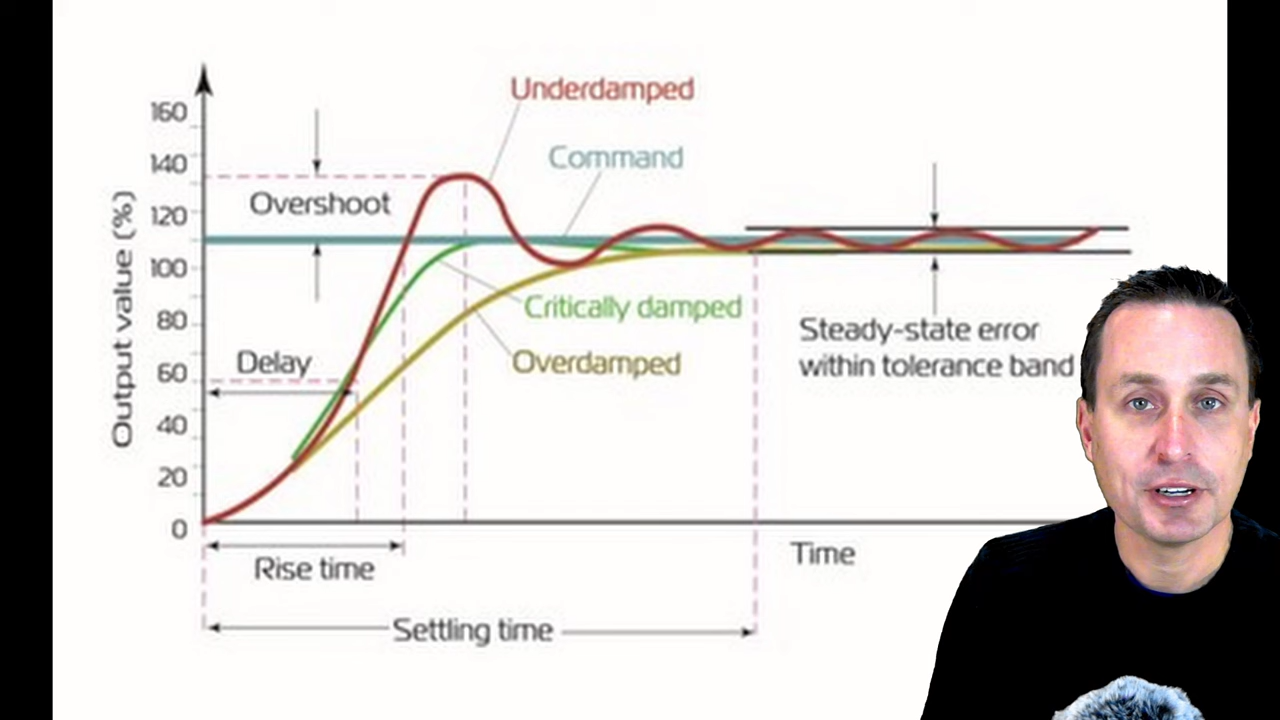 Underdamped
Command
Overshoot
Critically damped
Overdamped
Delay
Steady-state error
within tolerance band
Output value (%)
160
140
120
100
80
60
40
20
0
Time
Rise time
Settling time